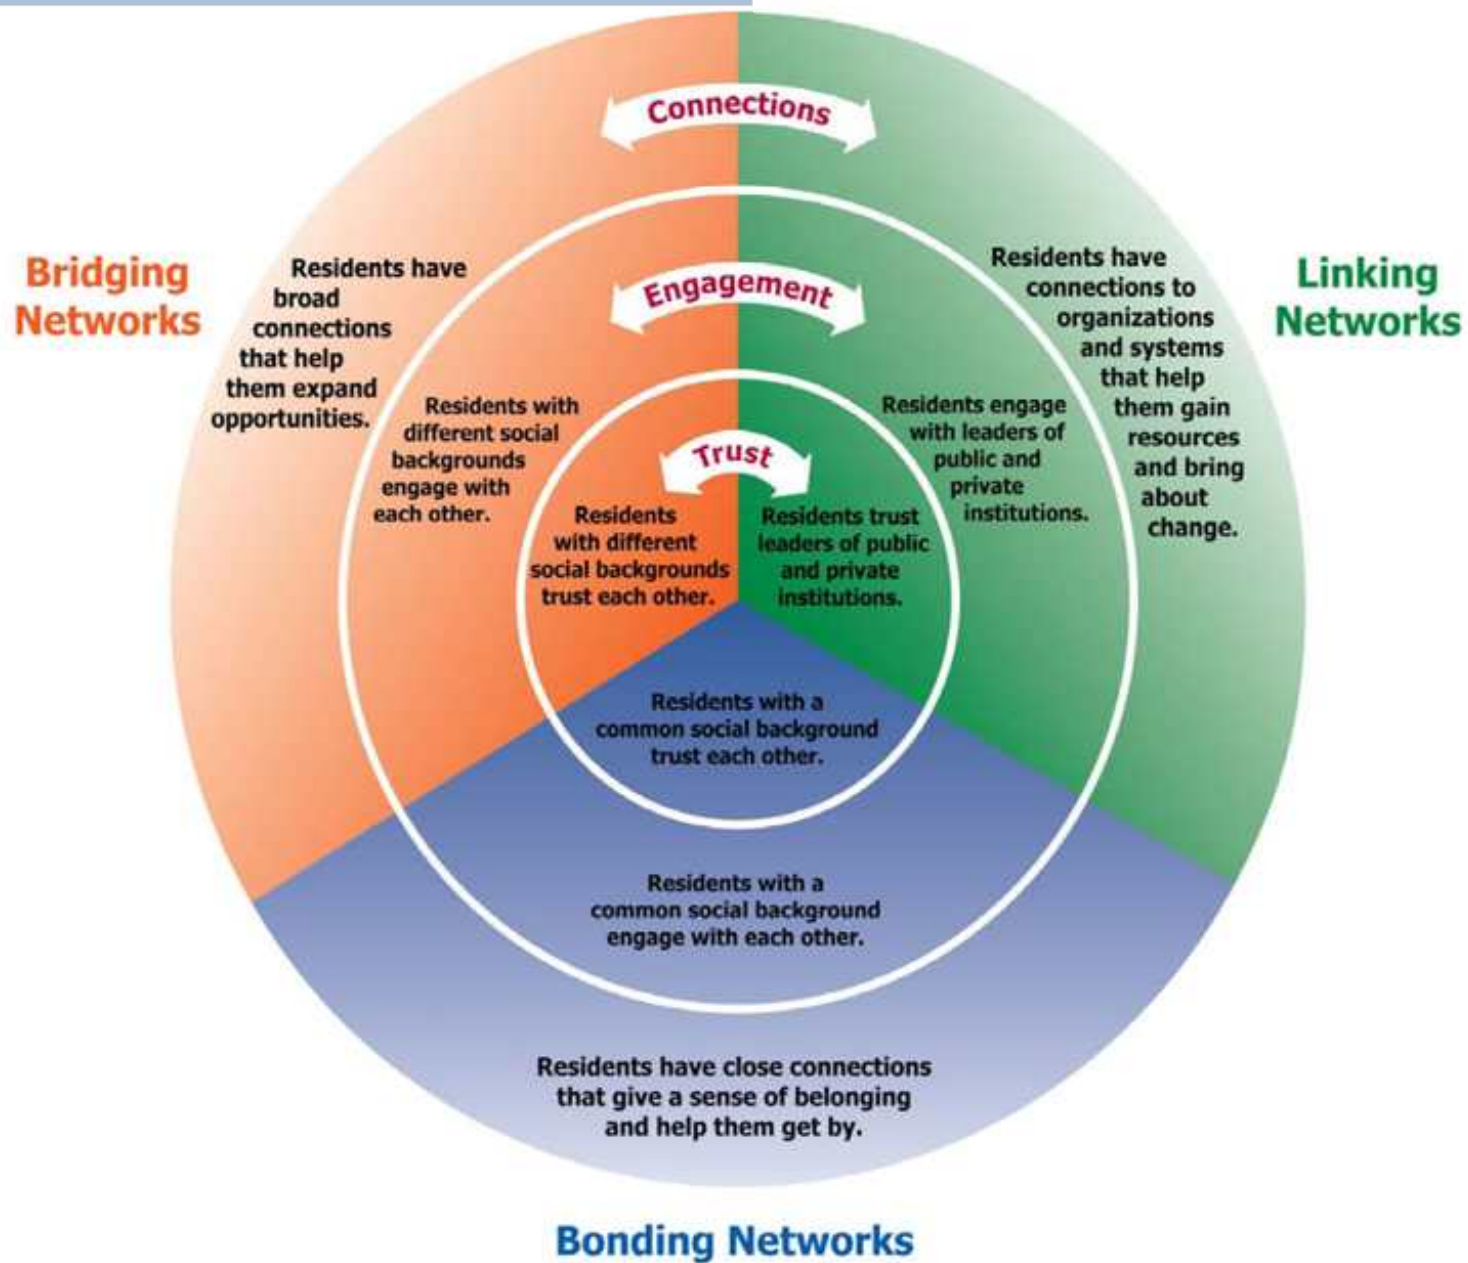 Connections
Engagement
Trust
Bridging
Networks
Residents have
broad
connections
that help
them expand
opportunities.
Residents with
different social
backgrounds
engage with
each other.
Residents
with different
social backgrounds
trust each other.
Linking
Networks
Residents have
connections to
organizations
and systems
that help
them gain
resources
and bring
about
change.
Residents engage
with leaders of
public and
private
institutions.
Residents trust
leaders of public
and private
institutions.
Residents with a
common social background
trust each other.
Residents with a
common social background
engage with each other.
Residents have close connections
that give a sense of belonging
and help them get by.
Bonding Networks